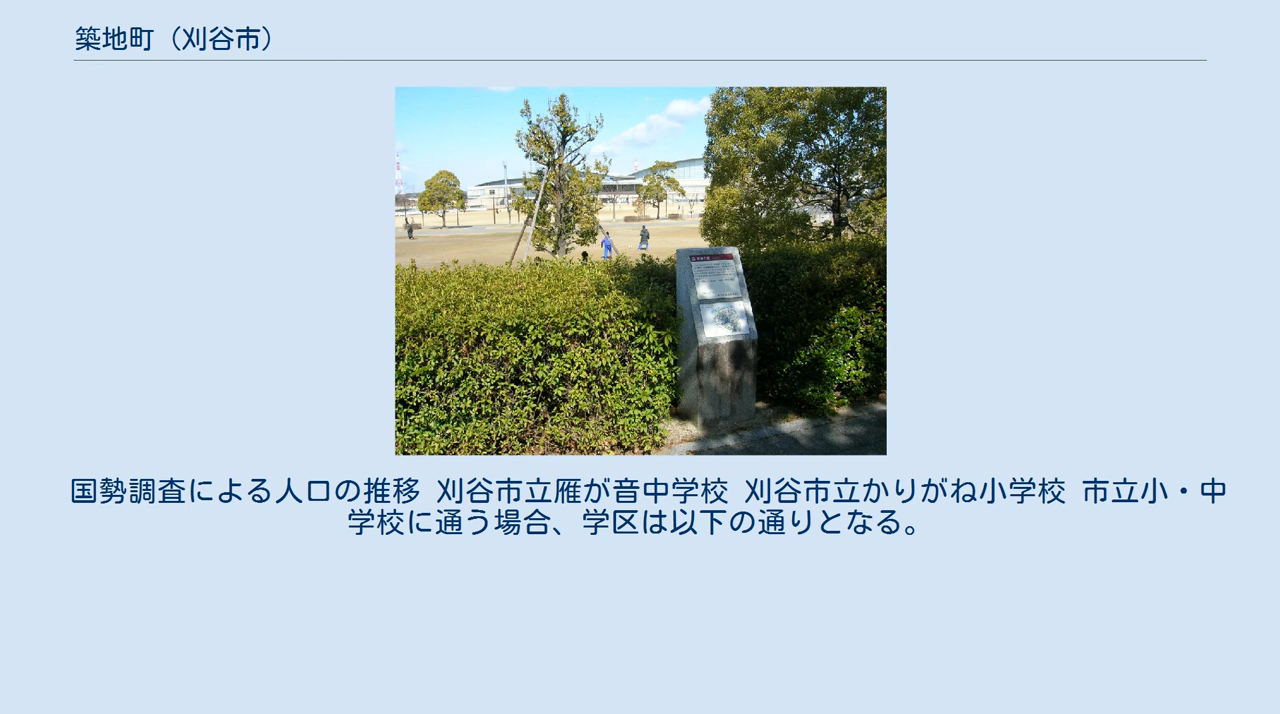 築地町（刈谷市）
国勢調査による人口の推移 刈谷市立雁が音中学校 刈谷市立かりがね小学校 市立小・中
学校に通う場合、学区は以下の通りとなる。